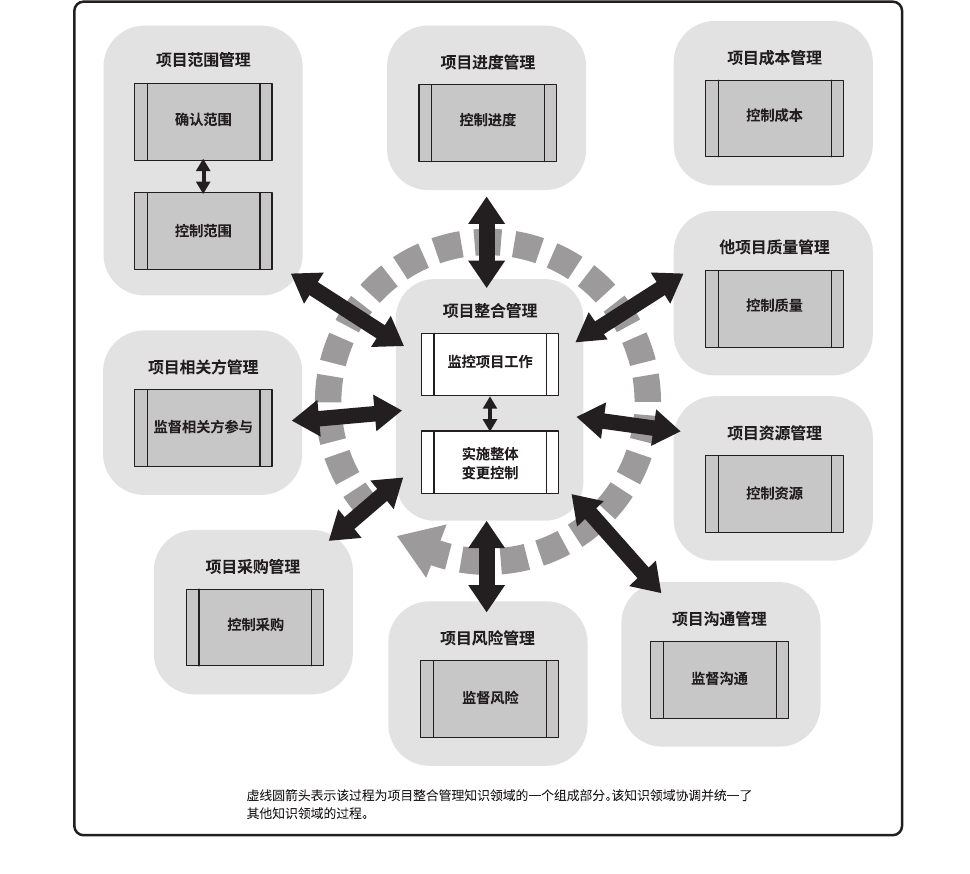 项目范围管理
确认范围
控制范围
项目进度管理
控制进度
项目成本管理
控制成本
他项目质量管理
控制质量
项目整合管理
监控项目工作
实施整体
变更控制
项目相关方管理
监督相关方参与
项目资源管理
控制资源
项目采购管理
控制采购
项目风险管理
监督风险
项目沟通管理
监督沟通
虚线圆箭头表示该过程为项目整合管理知识领域的一个组成部分。该知识领域协调并统一了
其他知识领域的过程。